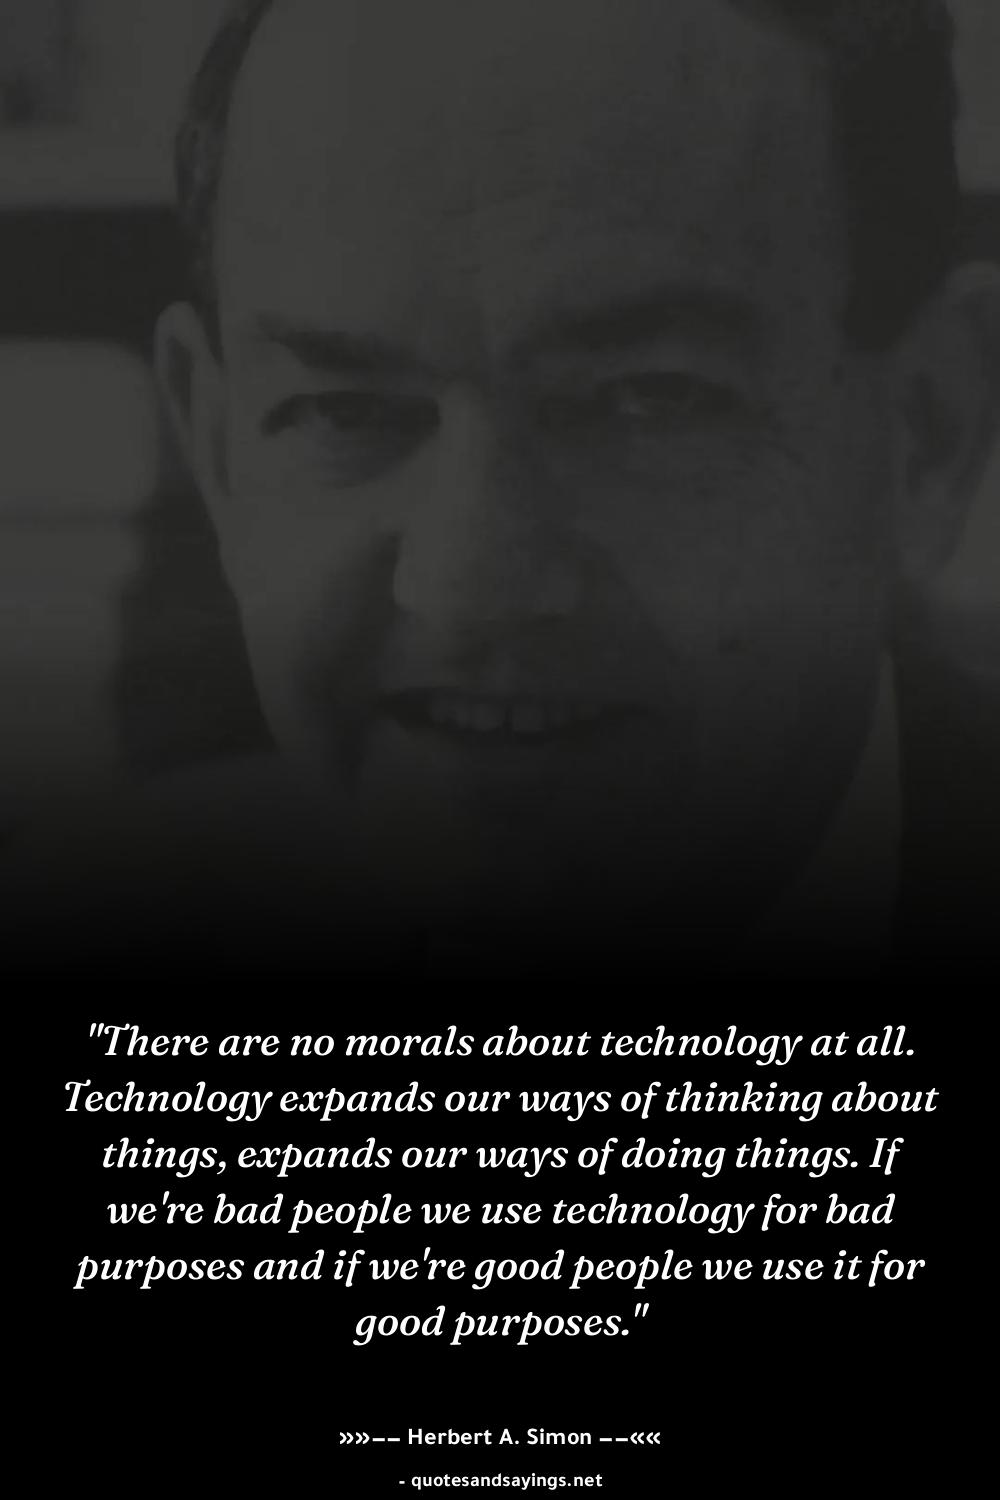 "There are no morals about technology at all.
Technology expands our ways of thinking about
things, expands our ways of doing things. If
we're bad people we use technology for bad
purposes and if we're good people we use it for
good purposes."
»»–– Herbert A. Simon ––««
- quotesandsayings.net